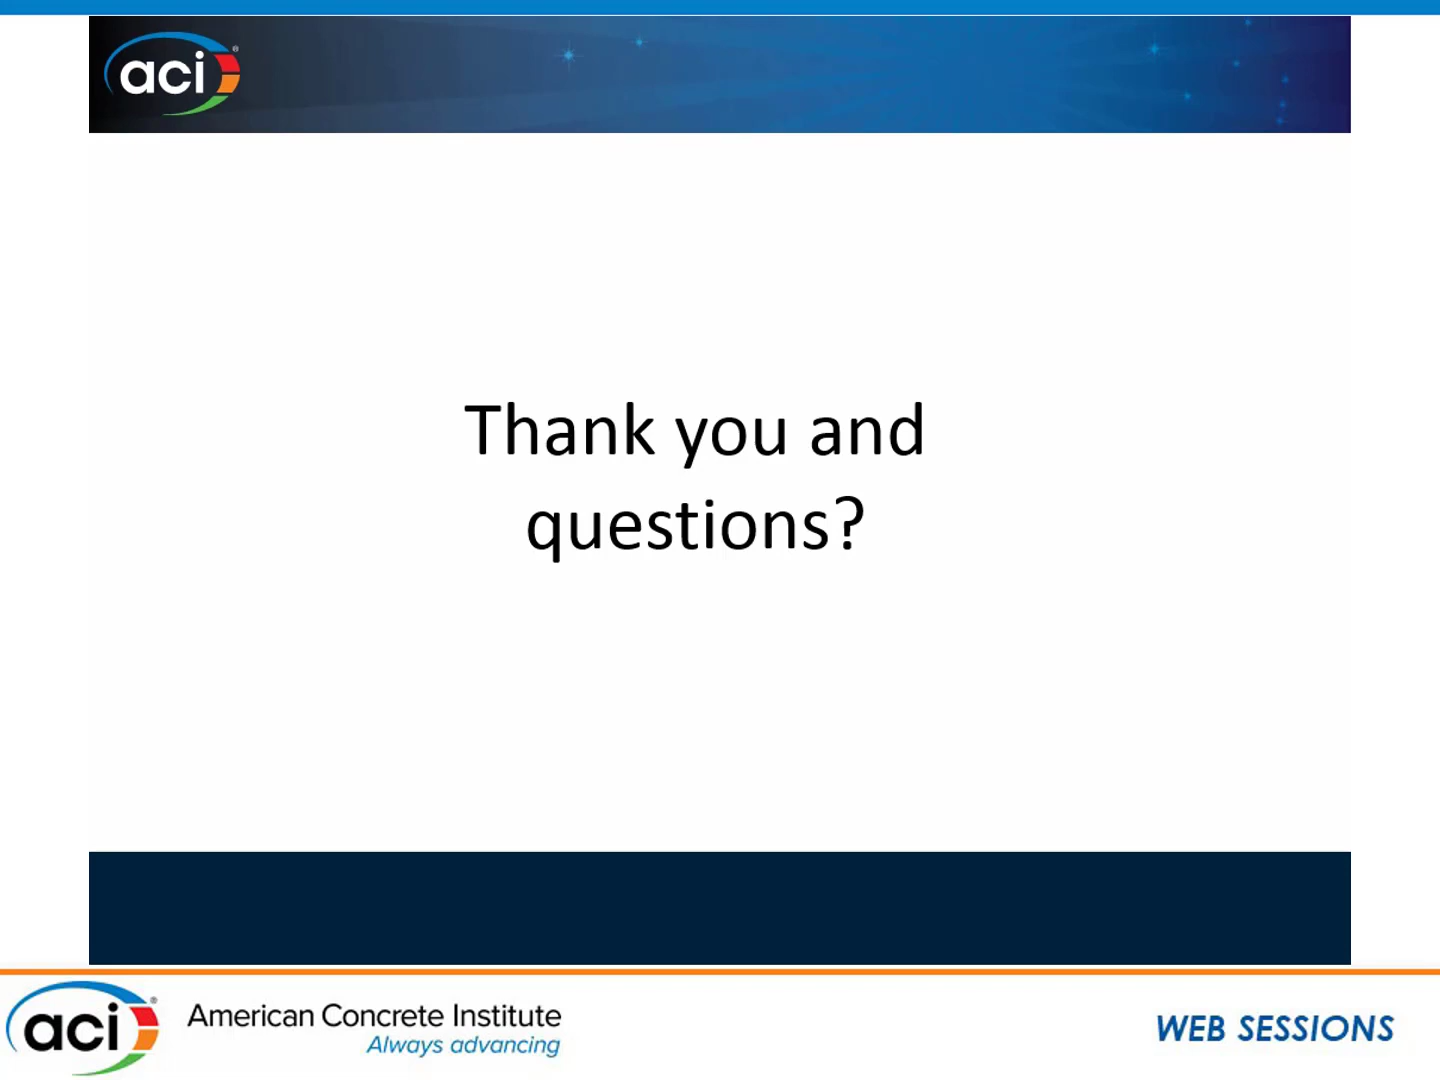 aci®
Thank you and
questions?
aci®
American Concrete Institute
Always advancing
WEB SESSIONS